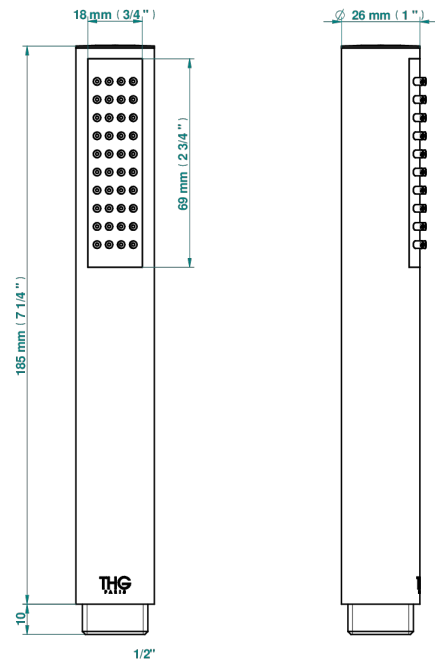 18 mm ( 3/4 " )
∅ 26 mm ( 1 " )
69 mm ( 2 3/4 " )
185 mm ( 7 1/4 " )
THG
PARIS
T
10
1/2"